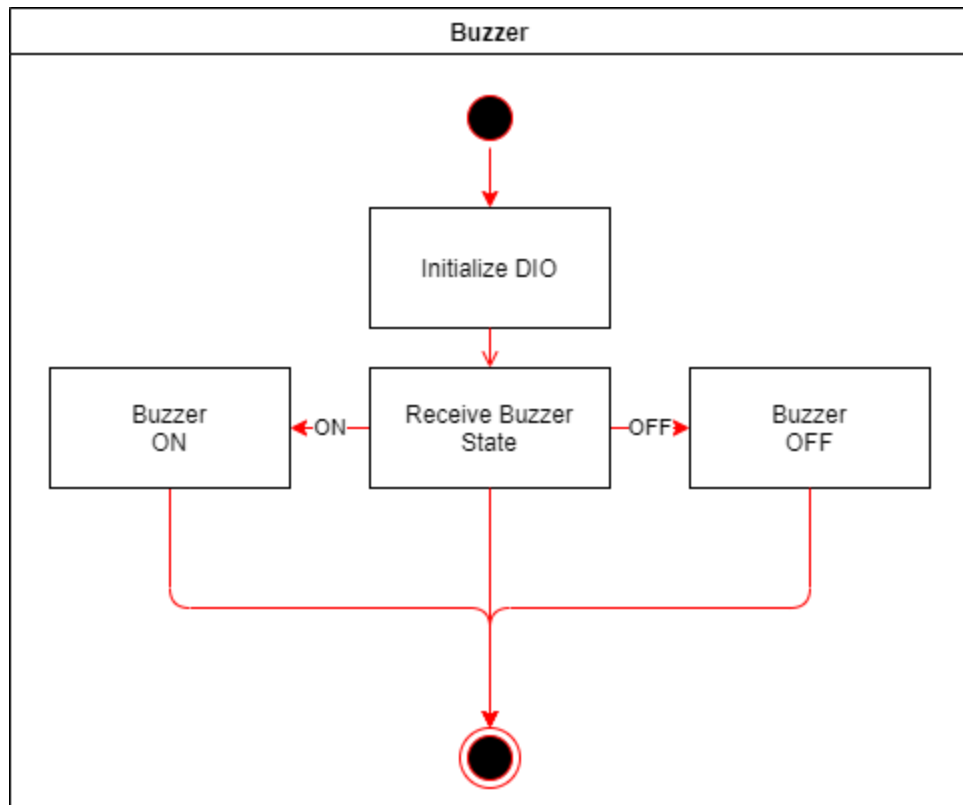 Buzzer
Initialize DIO
Buzzer
ON
ON
Receive Buzzer
State
OFF
Buzzer
OFF